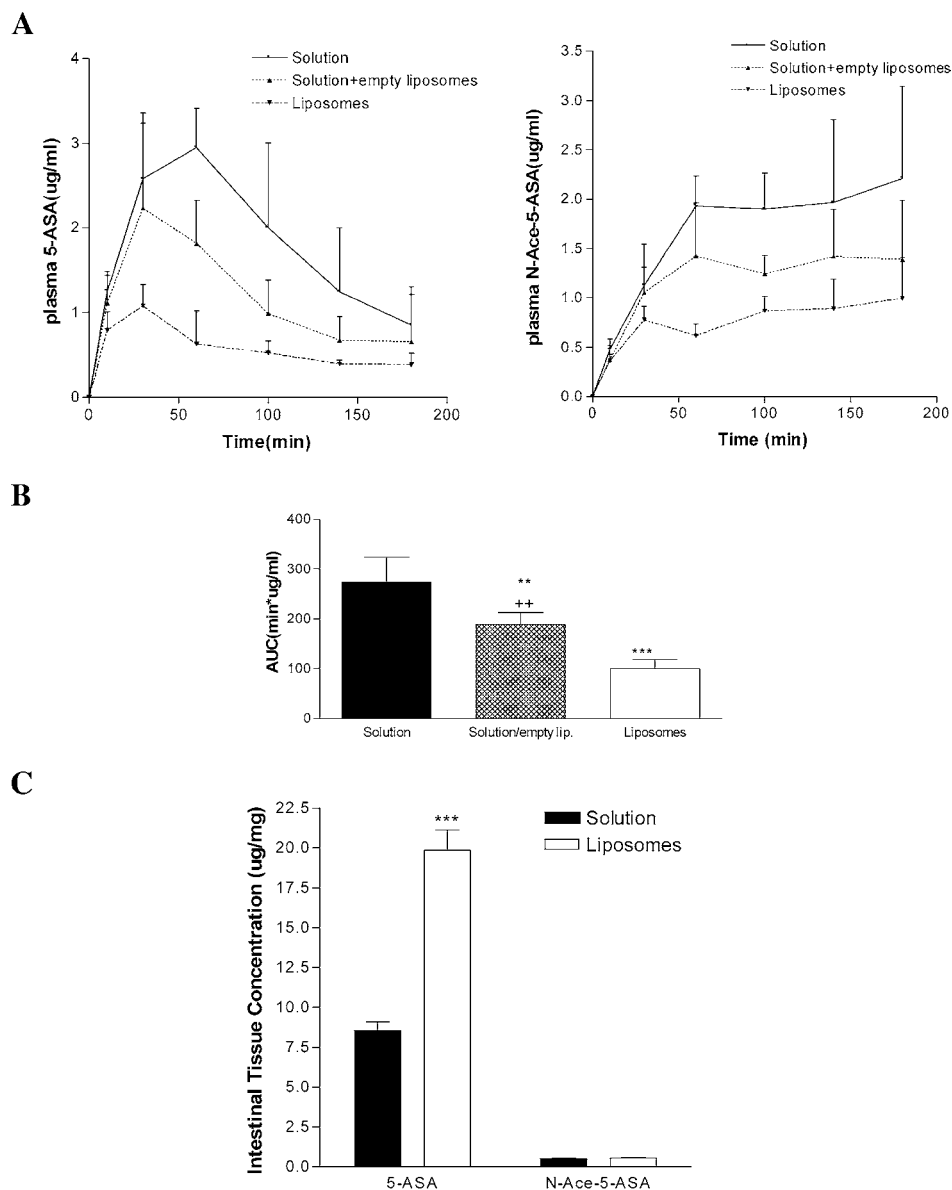 A
plasma 5-ASA(ug/ml)
4
3
2
1
0
0 50 100 150 200
Time(min)
Solution
Solution+empty liposomes
Liposomes
plasma N-Ace-5-ASA(ug/ml)
3.5
3.0
2.5
2.0
1.5
1.0
0.5
0.0
0 50 100 150 200
Time (min)
Solution
Solution+empty liposomes
Liposomes
B
AUC(min*ug/ml)
400
300
200
100
0
**
++
***
Solution Solution/empty lip. Liposomes
C
Intestinal Tissue Concentration (ug/mg)
22.5
20.0
17.5
15.0
12.5
10.0
7.5
5.0
2.5
0.0
***
Solution
Liposomes
5-ASA N-Ace-5-ASA